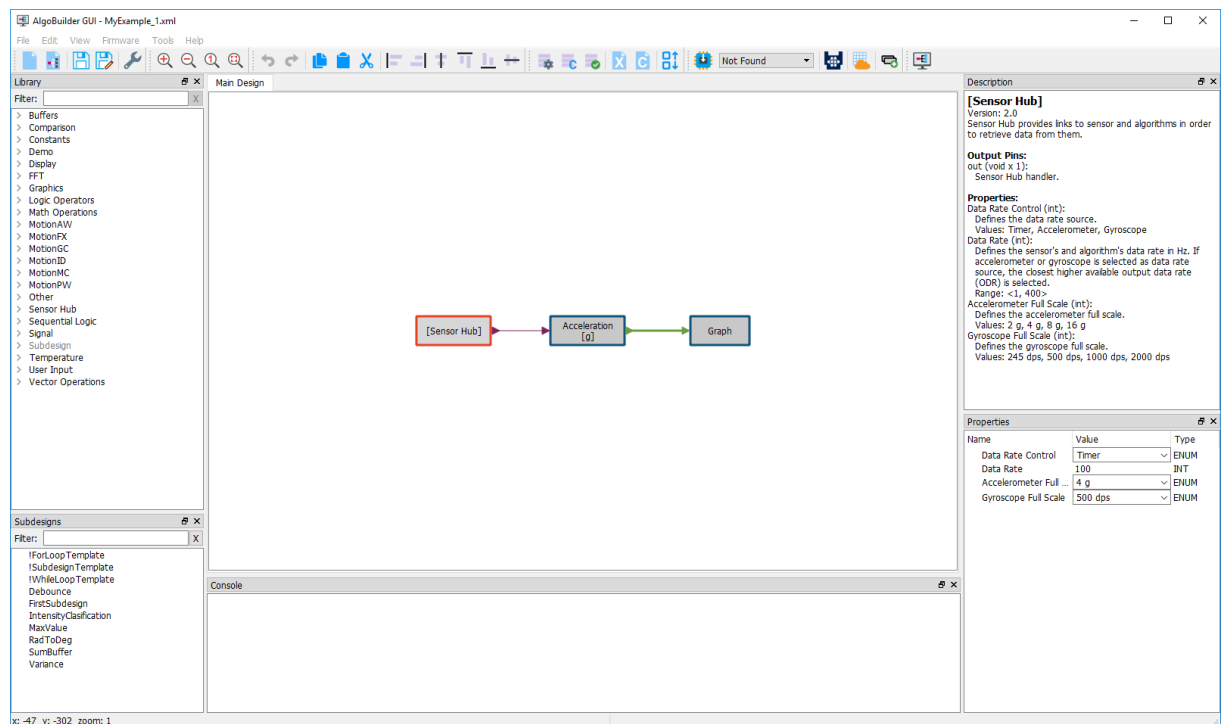 AlgoBuilder GUI - MyExample_1.xml
File Edit View Firmware Tools Help
Not Found
Library
Filter:
X
Buffers
Comparison
Constants
Demo
Display
FFT
Graphics
Logic Operators
Math Operations
MotionAW
MotionFX
MotionGC
MotionID
MotionMC
MotionPW
Other
Sensor Hub
Sequential Logic
Signal
Subdesign
Temperature
User Input
Vector Operations
Subdesigns
Filter:
X
!ForLoopTemplate
!SubdesignTemplate
!WhileLoopTemplate
Debounce
FirstSubdesign
IntensityClasification
MaxValue
RadToDeg
SumBuffer
Variance
Main Design
[Sensor Hub]
Acceleration
[g]
Graph
Console
Description
[Sensor Hub]
Version: 2.0
Sensor Hub provides links to sensor and algorithms in order
to retrieve data from them.
Output Pins:
out (void x 1):
Sensor Hub handler.
Properties:
Data Rate Control (int):
Defines the data rate source.
Values: Timer, Accelerometer, Gyroscope
Data Rate (int):
Defines the sensor's and algorithm's data rate in Hz. If
accelerometer or gyroscope is selected as data rate
source, the closest higher available output data rate
(ODR) is selected.
Range: <1, 400>
Accelerometer Full Scale (int):
Defines the accelerometer full scale.
Values: 2 g, 4 g, 8 g, 16 g
Gyroscope Full Scale (int):
Defines the gyroscope full scale.
Values: 245 dps, 500 dps, 1000 dps, 2000 dps
Properties
Name Value Type
Data Rate Control Timer ENUM
Data Rate 100 INT
Accelerometer Full ... 4 g ENUM
Gyroscope Full Scale 500 dps ENUM
x: -47 y: -302 zoom: 1